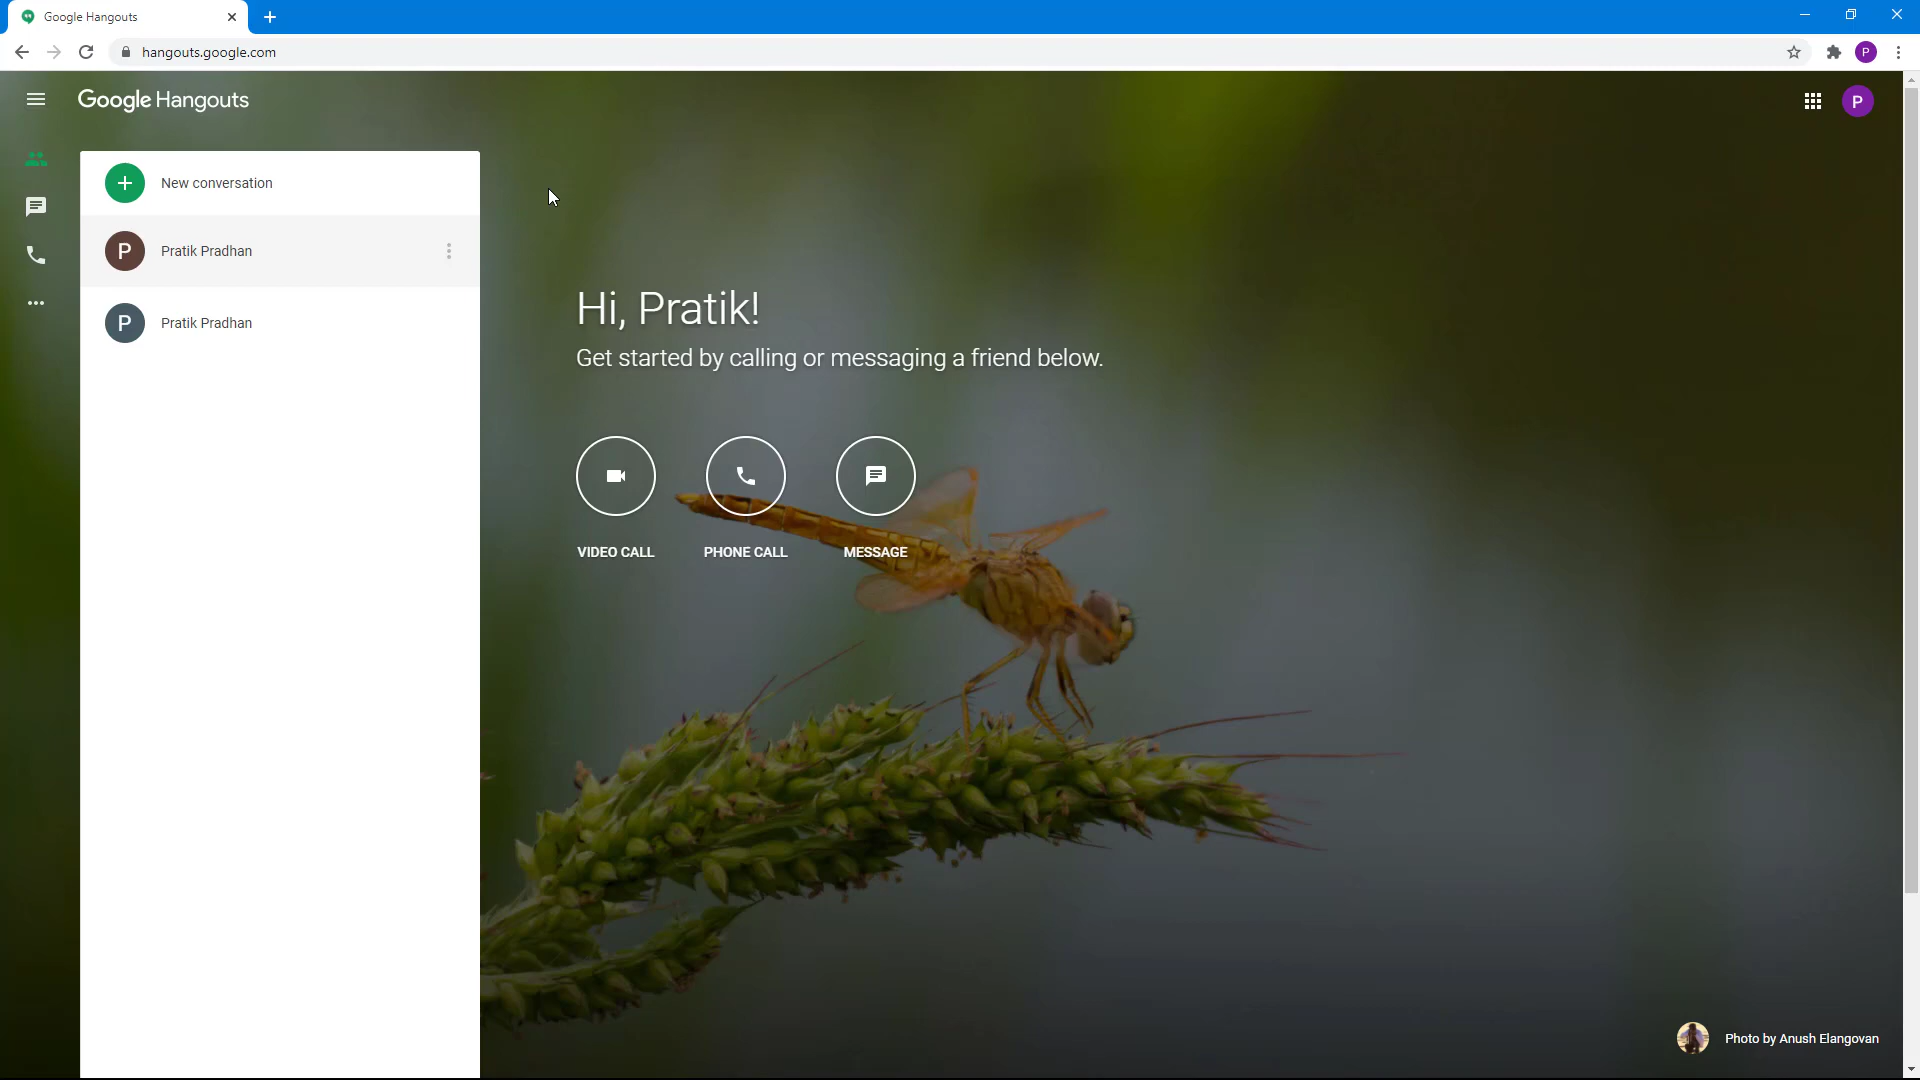 Google Hangouts
hangouts.google.com
P
Google Hangouts
P
New conversation
P Pratik Pradhan
P Pratik Pradhan
Hi, Pratik!
Get started by calling or messaging a friend below.
VIDEO CALL PHONE CALL MESSAGE
Photo by Anush Elangovan